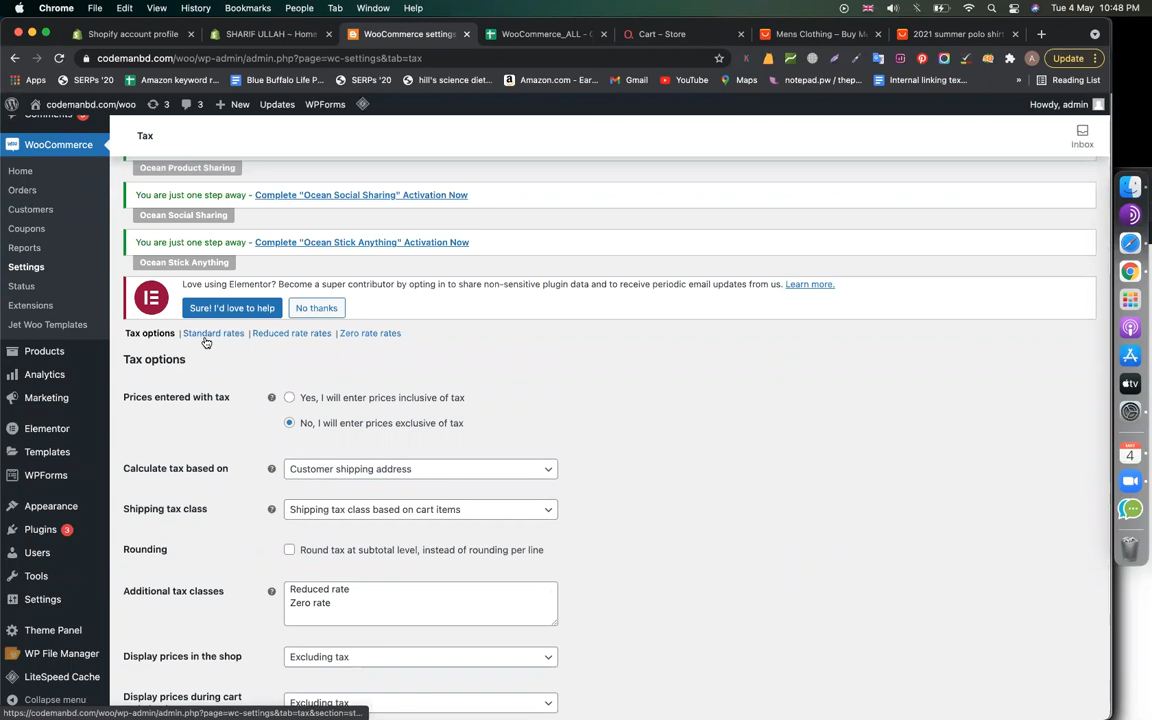 Chrome File Edit View History Bookmarks People Tab Window Help Tue 4 May 10:48 PM
Shopify account profile SHARIF ULLAH ~ Home WooCommerce settings WooCommerce_ALL - Cart – Store Mens Clothing – Buy M 2021 summer polo shirt
codemanbd.com/woo/wp-admin/admin.php?page=wc-settings&tab=tax Update
Apps SERPs '20 Amazon keyword r... Blue Buffalo Life P... SERPs '20 hill's science diet... Amazon.com - Ear... Gmail YouTube Maps notepad.pw / thep... Internal linking tex... » Reading List
codemanbd.com/woo 3 3 + New Updates WPForms Howdy, admin
Comments
WooCommerce
Home
Orders
Customers
Coupons
Reports
Settings
Status
Extensions
Jet Woo Templates
Products
Analytics
Marketing
Elementor
Templates
WPForms
Appearance
Plugins 3
Users
Tools
Settings
Theme Panel
WP File Manager
LiteSpeed Cache
Collapse menu
Tax
Inbox
Ocean Product Sharing
You are just one step away - Complete "Ocean Social Sharing" Activation Now
Ocean Social Sharing
You are just one step away - Complete "Ocean Stick Anything" Activation Now
Ocean Stick Anything
Love using Elementor? Become a super contributor by opting in to share non-sensitive plugin data and to receive periodic email updates from us. Learn more.
Sure! I'd love to help No thanks
Tax options | Standard rates | Reduced rate rates | Zero rate rates
Tax options
Prices entered with tax Yes, I will enter prices inclusive of tax
No, I will enter prices exclusive of tax
Calculate tax based on Customer shipping address
Shipping tax class Shipping tax class based on cart items
Rounding Round tax at subtotal level, instead of rounding per line
Additional tax classes Reduced rate
Zero rate
Display prices in the shop Excluding tax
Display prices during cart Excluding tax
https://codemanbd.com/woo/wp-admin/admin.php?page=wc-settings&tab=tax&section=st...